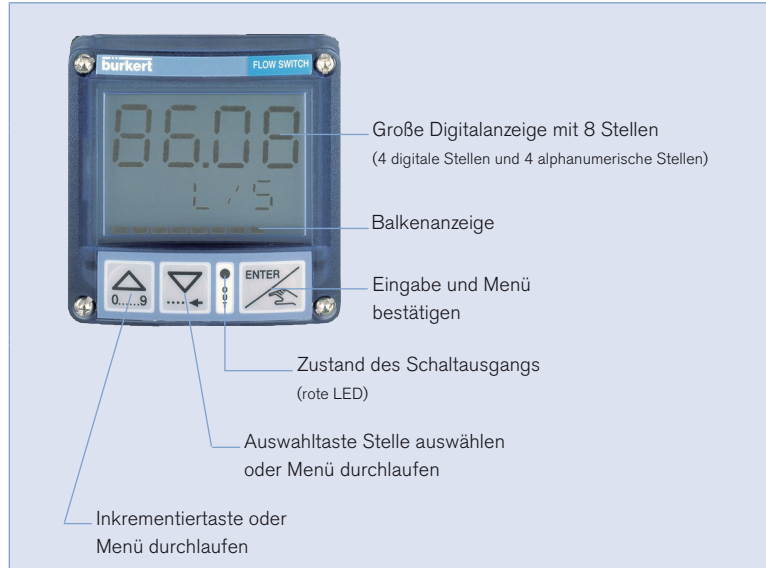 bürkert
FLOW SWITCH
86.08
L/S
0......9
OUT
ENTER
Große Digitalanzeige mit 8 Stellen
(4 digitale Stellen und 4 alphanumerische Stellen)
Balkenanzeige
Eingabe und Menü
bestätigen
Zustand des Schaltausgangs
(rote LED)
Auswahltaste Stelle auswählen
oder Menü durchlaufen
Inkrementiertaste oder
Menü durchlaufen